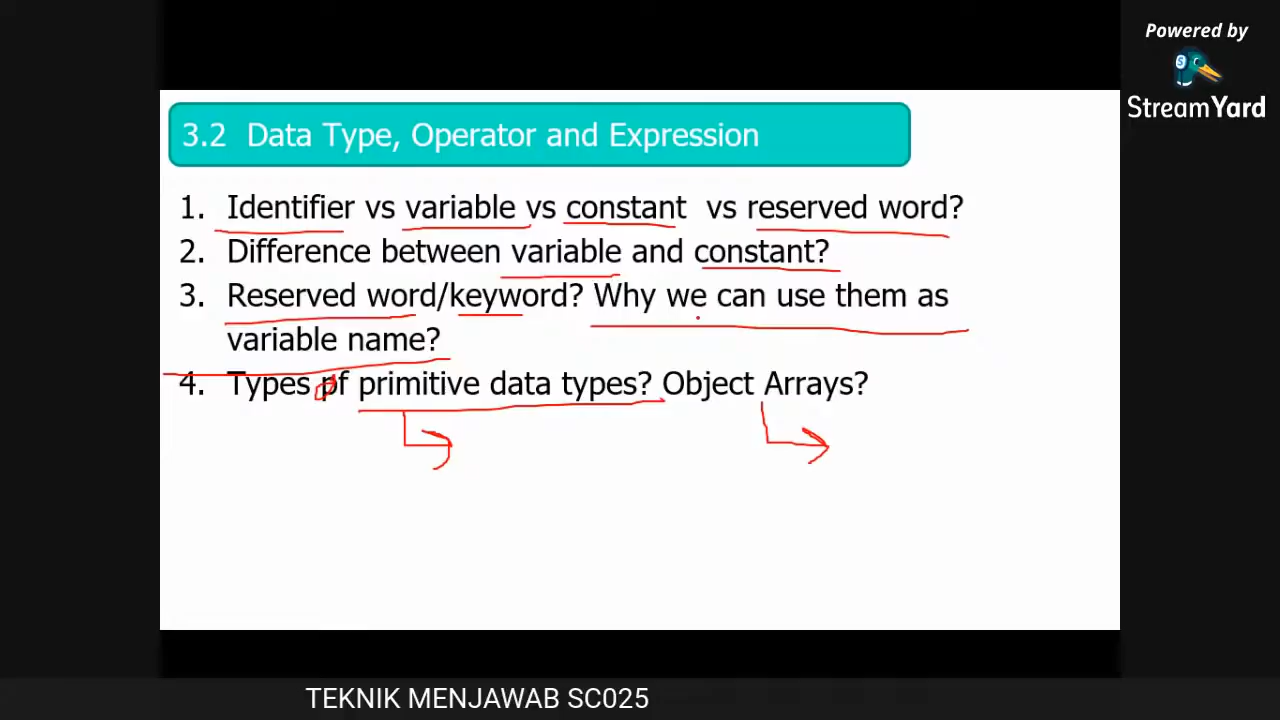 Powered by
StreamYard
3.2 Data Type, Operator and Expression
1. Identifier vs variable vs constant vs reserved word?
2. Difference between variable and constant?
3. Reserved word/keyword? Why we can use them as
variable name?
4. Types pf primitive data types? Object Arrays?
TEKNIK MENJAWAB SC025